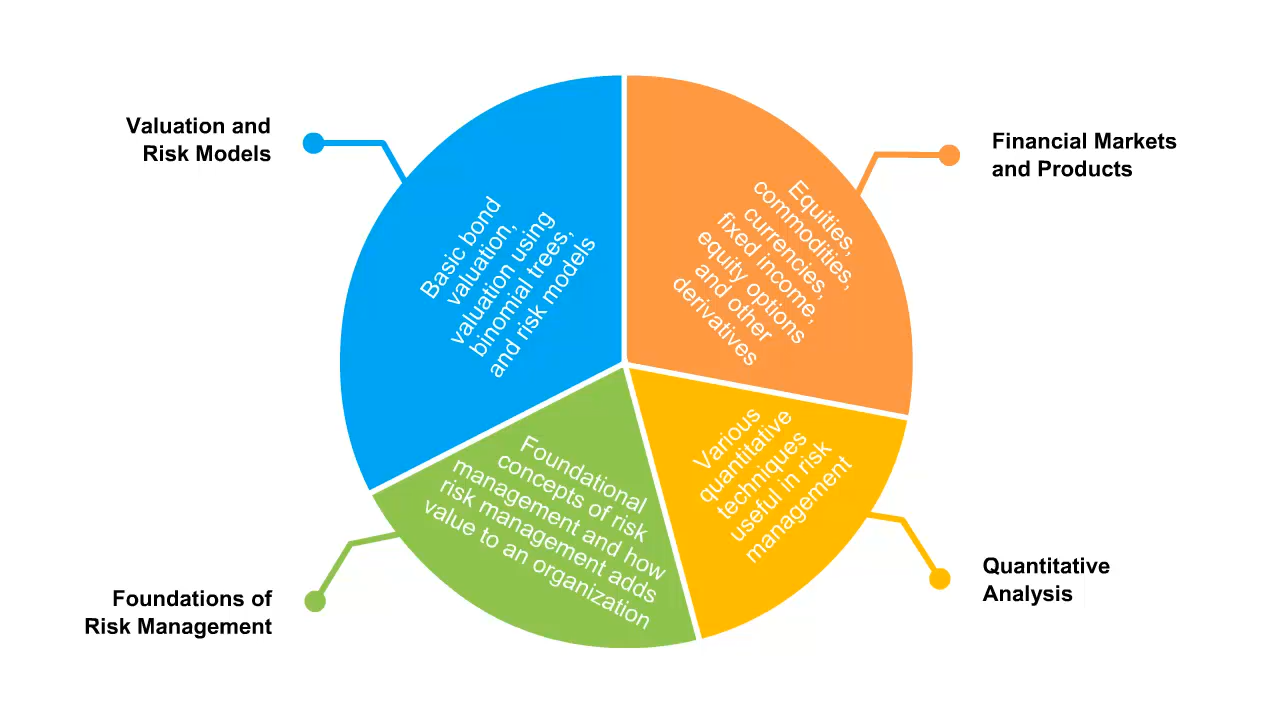 Valuation and
Risk Models
Financial Markets
and Products
Basic bond
valuation,
valuation using
binomial trees,
and risk models
Equities,
commodities,
currencies,
fixed income,
equity options
and other
derivatives
Foundational
concepts of risk
management and how
risk management adds
value to an organization
Various
quantitative
techniques
useful in risk
management
Foundations of
Risk Management
Quantitative
Analysis